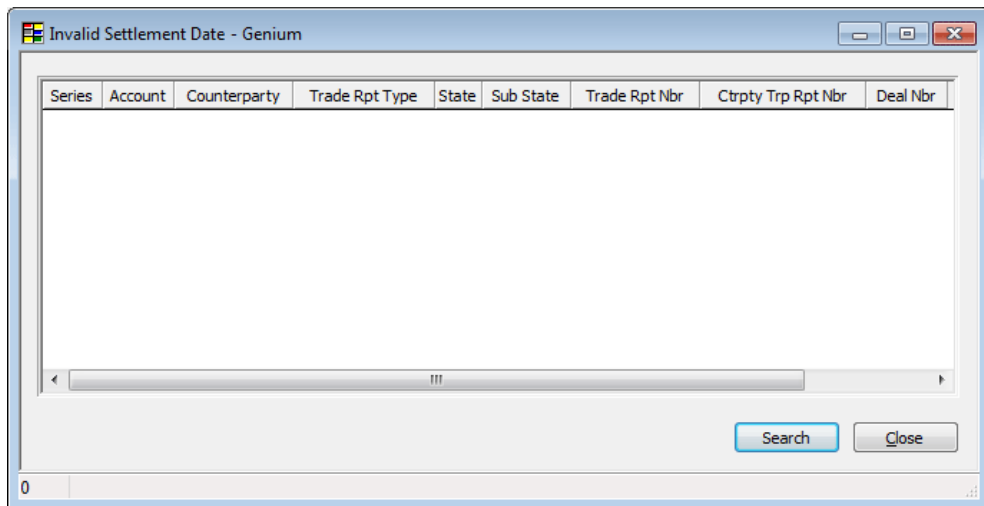 Invalid Settlement Date - Genium
Series Account Counterparty Trade Rpt Type State Sub State Trade Rpt Nbr Ctrpty Trp Rpt Nbr Deal Nbr
Search Close
0